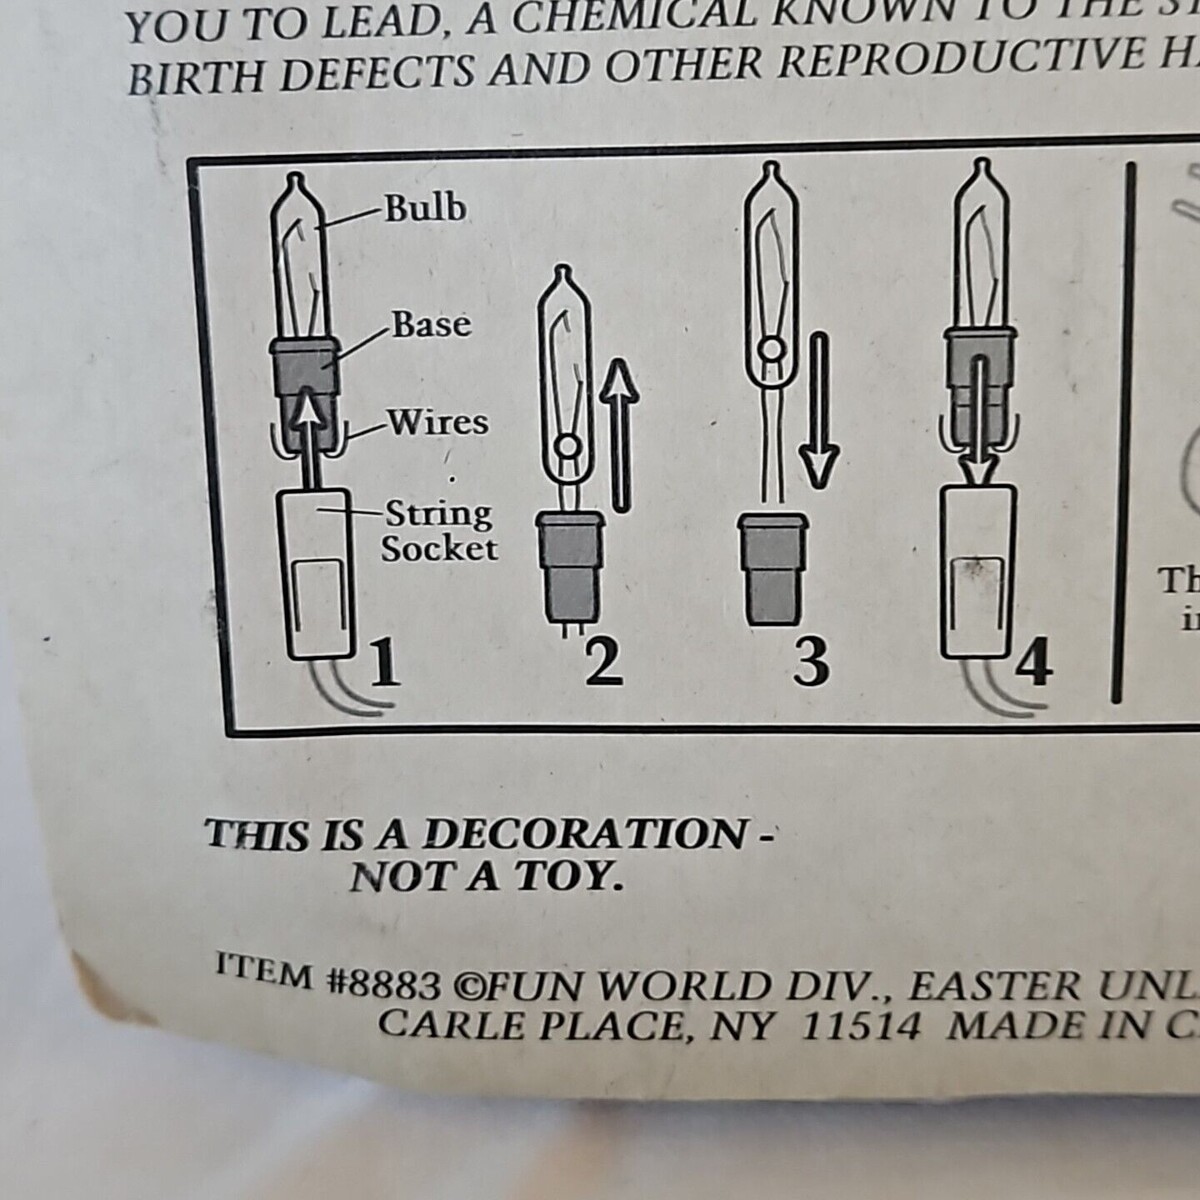 YOU TO LEAD, A CHEMICAL KNOWN TO THE
BIRTH DEFECTS AND OTHER REPRODUCTIVE
Bulb
Base
Wires
String
Socket
1
2
3
4
THIS IS A DECORATION -
NOT A TOY.
ITEM #8883 ©FUN WORLD DIV., EASTER
CARLE PLACE, NY 11514 MADE IN